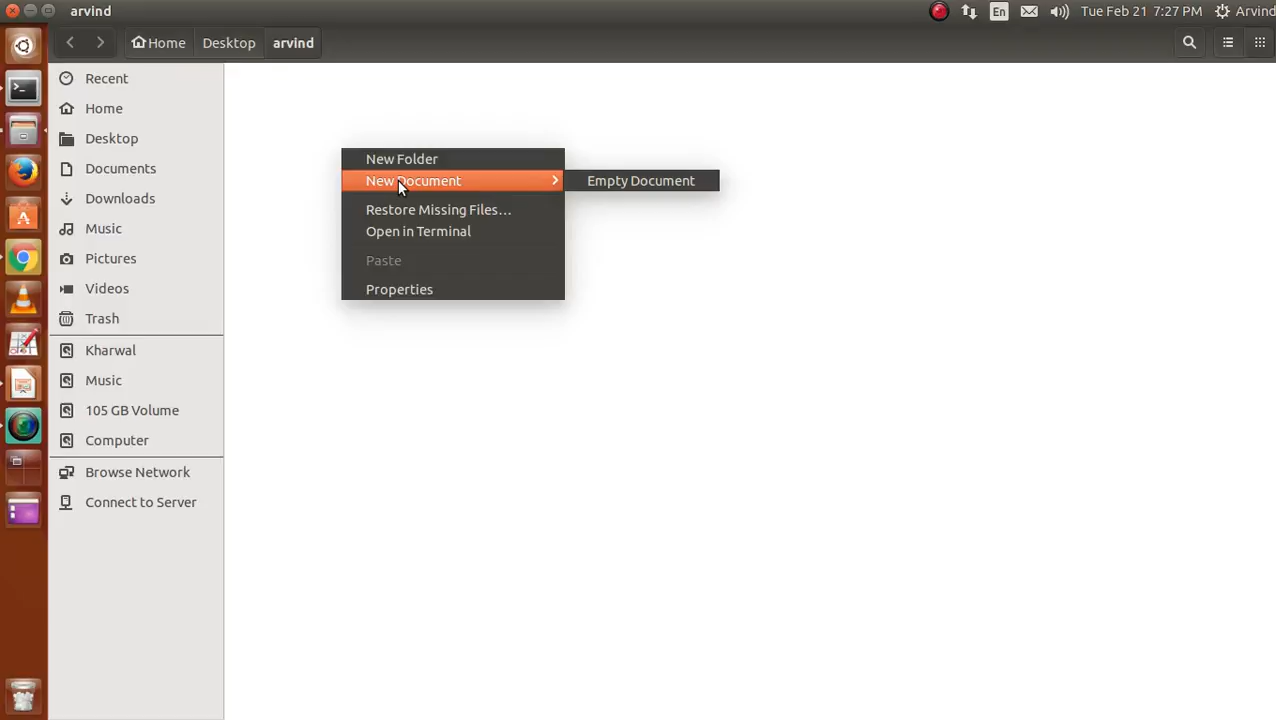 arvind
En
Tue Feb 21 7:27 PM
Arvind
Home
Desktop
arvind
Recent
Home
Desktop
Documents
Downloads
Music
Pictures
Videos
Trash
Kharwal
Music
105 GB Volume
Computer
Browse Network
Connect to Server
New Folder
New Document
Empty Document
Restore Missing Files...
Open in Terminal
Paste
Properties